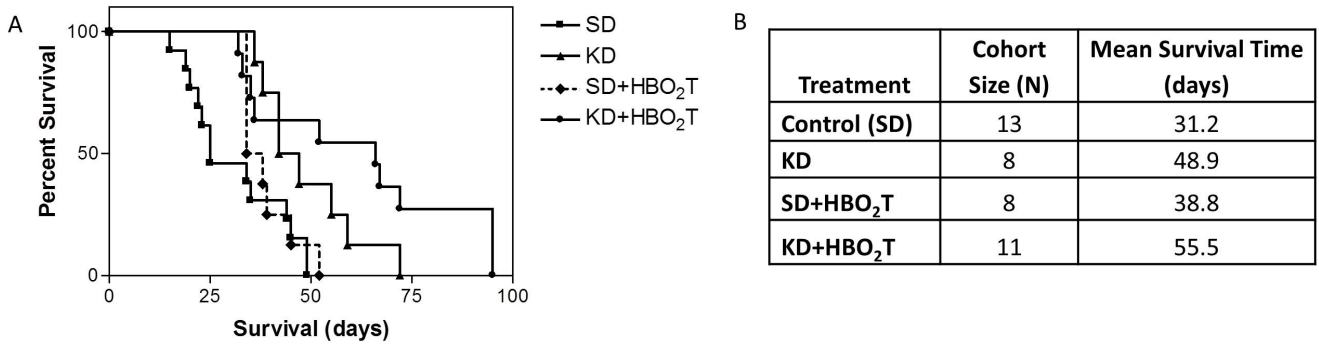 A
Percent Survival
100
50
0
0 25 50 75 100
Survival (days)
SD
KD
SD+HBO₂T
KD+HBO₂T
B
Treatment Cohort Size (N) Mean Survival Time (days)
Control (SD) 13 31.2
KD 8 48.9
SD+HBO₂T 8 38.8
KD+HBO₂T 11 55.5